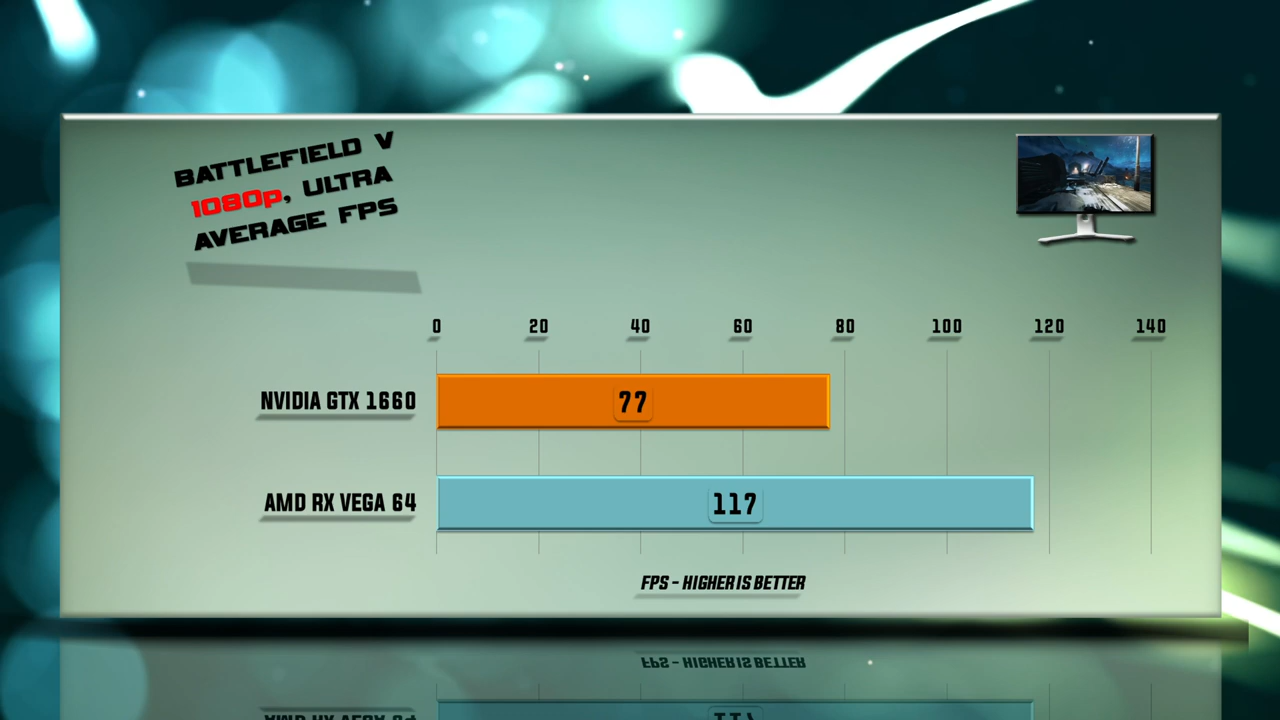 BATTLEFIELD V
1080p, ULTRA
AVERAGE FPS
0 20 40 60 80 100 120 140
NVIDIA GTX 1660 77
AMD RX VEGA 64 117
FPS - HIGHER IS BETTER